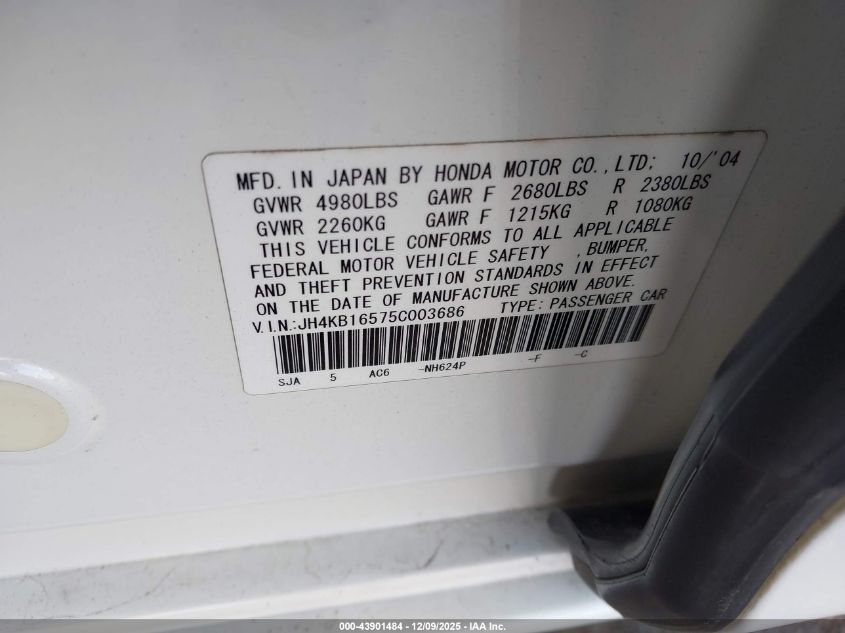 MFD. IN JAPAN BY HONDA MOTOR CO., LTD; 10/'04
GVWR 4980LBS GAWR F 2680LBS R 2380LBS
GVWR 2260KG GAWR F 1215KG R 1080KG
THIS VEHICLE CONFORMS TO ALL APPLICABLE
FEDERAL MOTOR VEHICLE SAFETY , BUMPER,
AND THEFT PREVENTION STANDARDS IN EFFECT
ON THE DATE OF MANUFACTURE SHOWN ABOVE.
V.I.N.:JH4KB16575C003686 TYPE: PASSENGER CAR
SJA 5 AC6 -NH624P -F -C
000-43901484 - 12/09/2025 - IAA Inc.